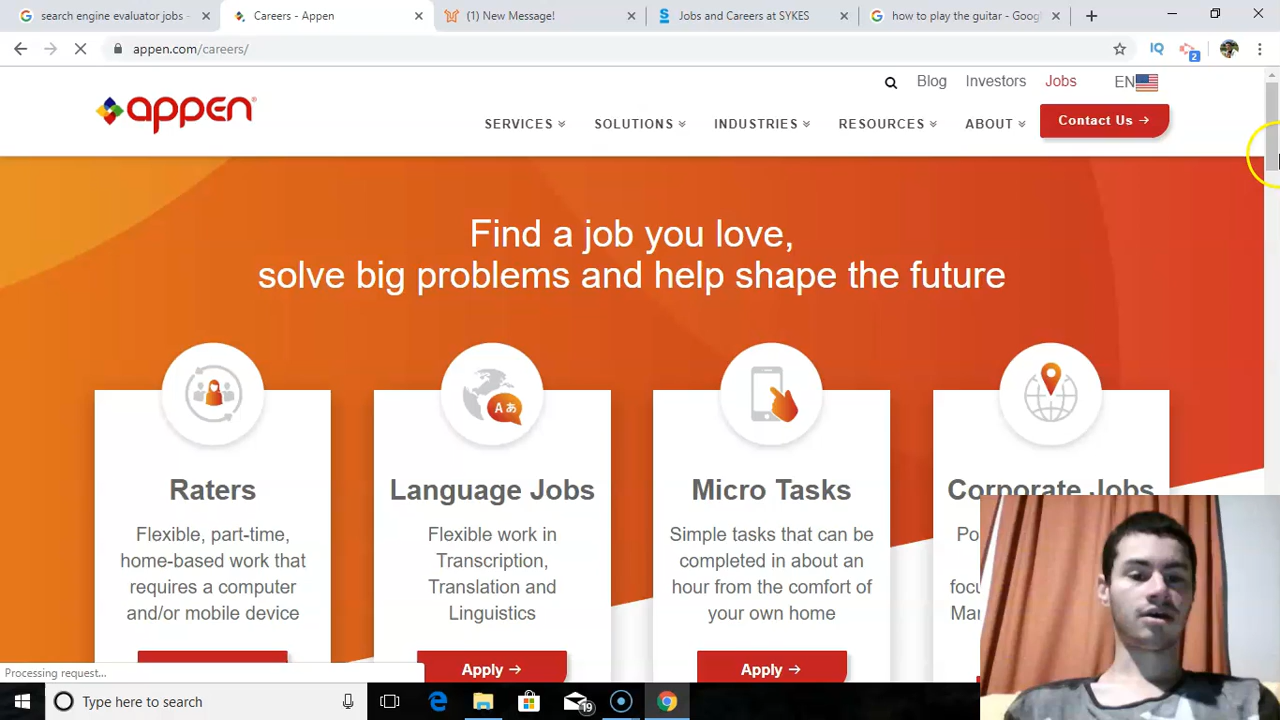 search engine evaluator jobs -
Careers - Appen
(1) New Message!
Jobs and Careers at SYKES
how to play the guitar - Goog
appen.com/careers/
IQ
2
Blog
Investors
Jobs
EN
appen
SERVICES
SOLUTIONS
INDUSTRIES
RESOURCES
ABOUT
Contact Us →
Find a job you love,
solve big problems and help shape the future
A あ
Raters
Flexible, part-time,
home-based work that
requires a computer
and/or mobile device
Language Jobs
Flexible work in
Transcription,
Translation and
Linguistics
Apply →
Micro Tasks
Simple tasks that can be
completed in about an
hour from the comfort of
your own home
Apply →
Corporate Jobs
Processing request...
Type here to search
19